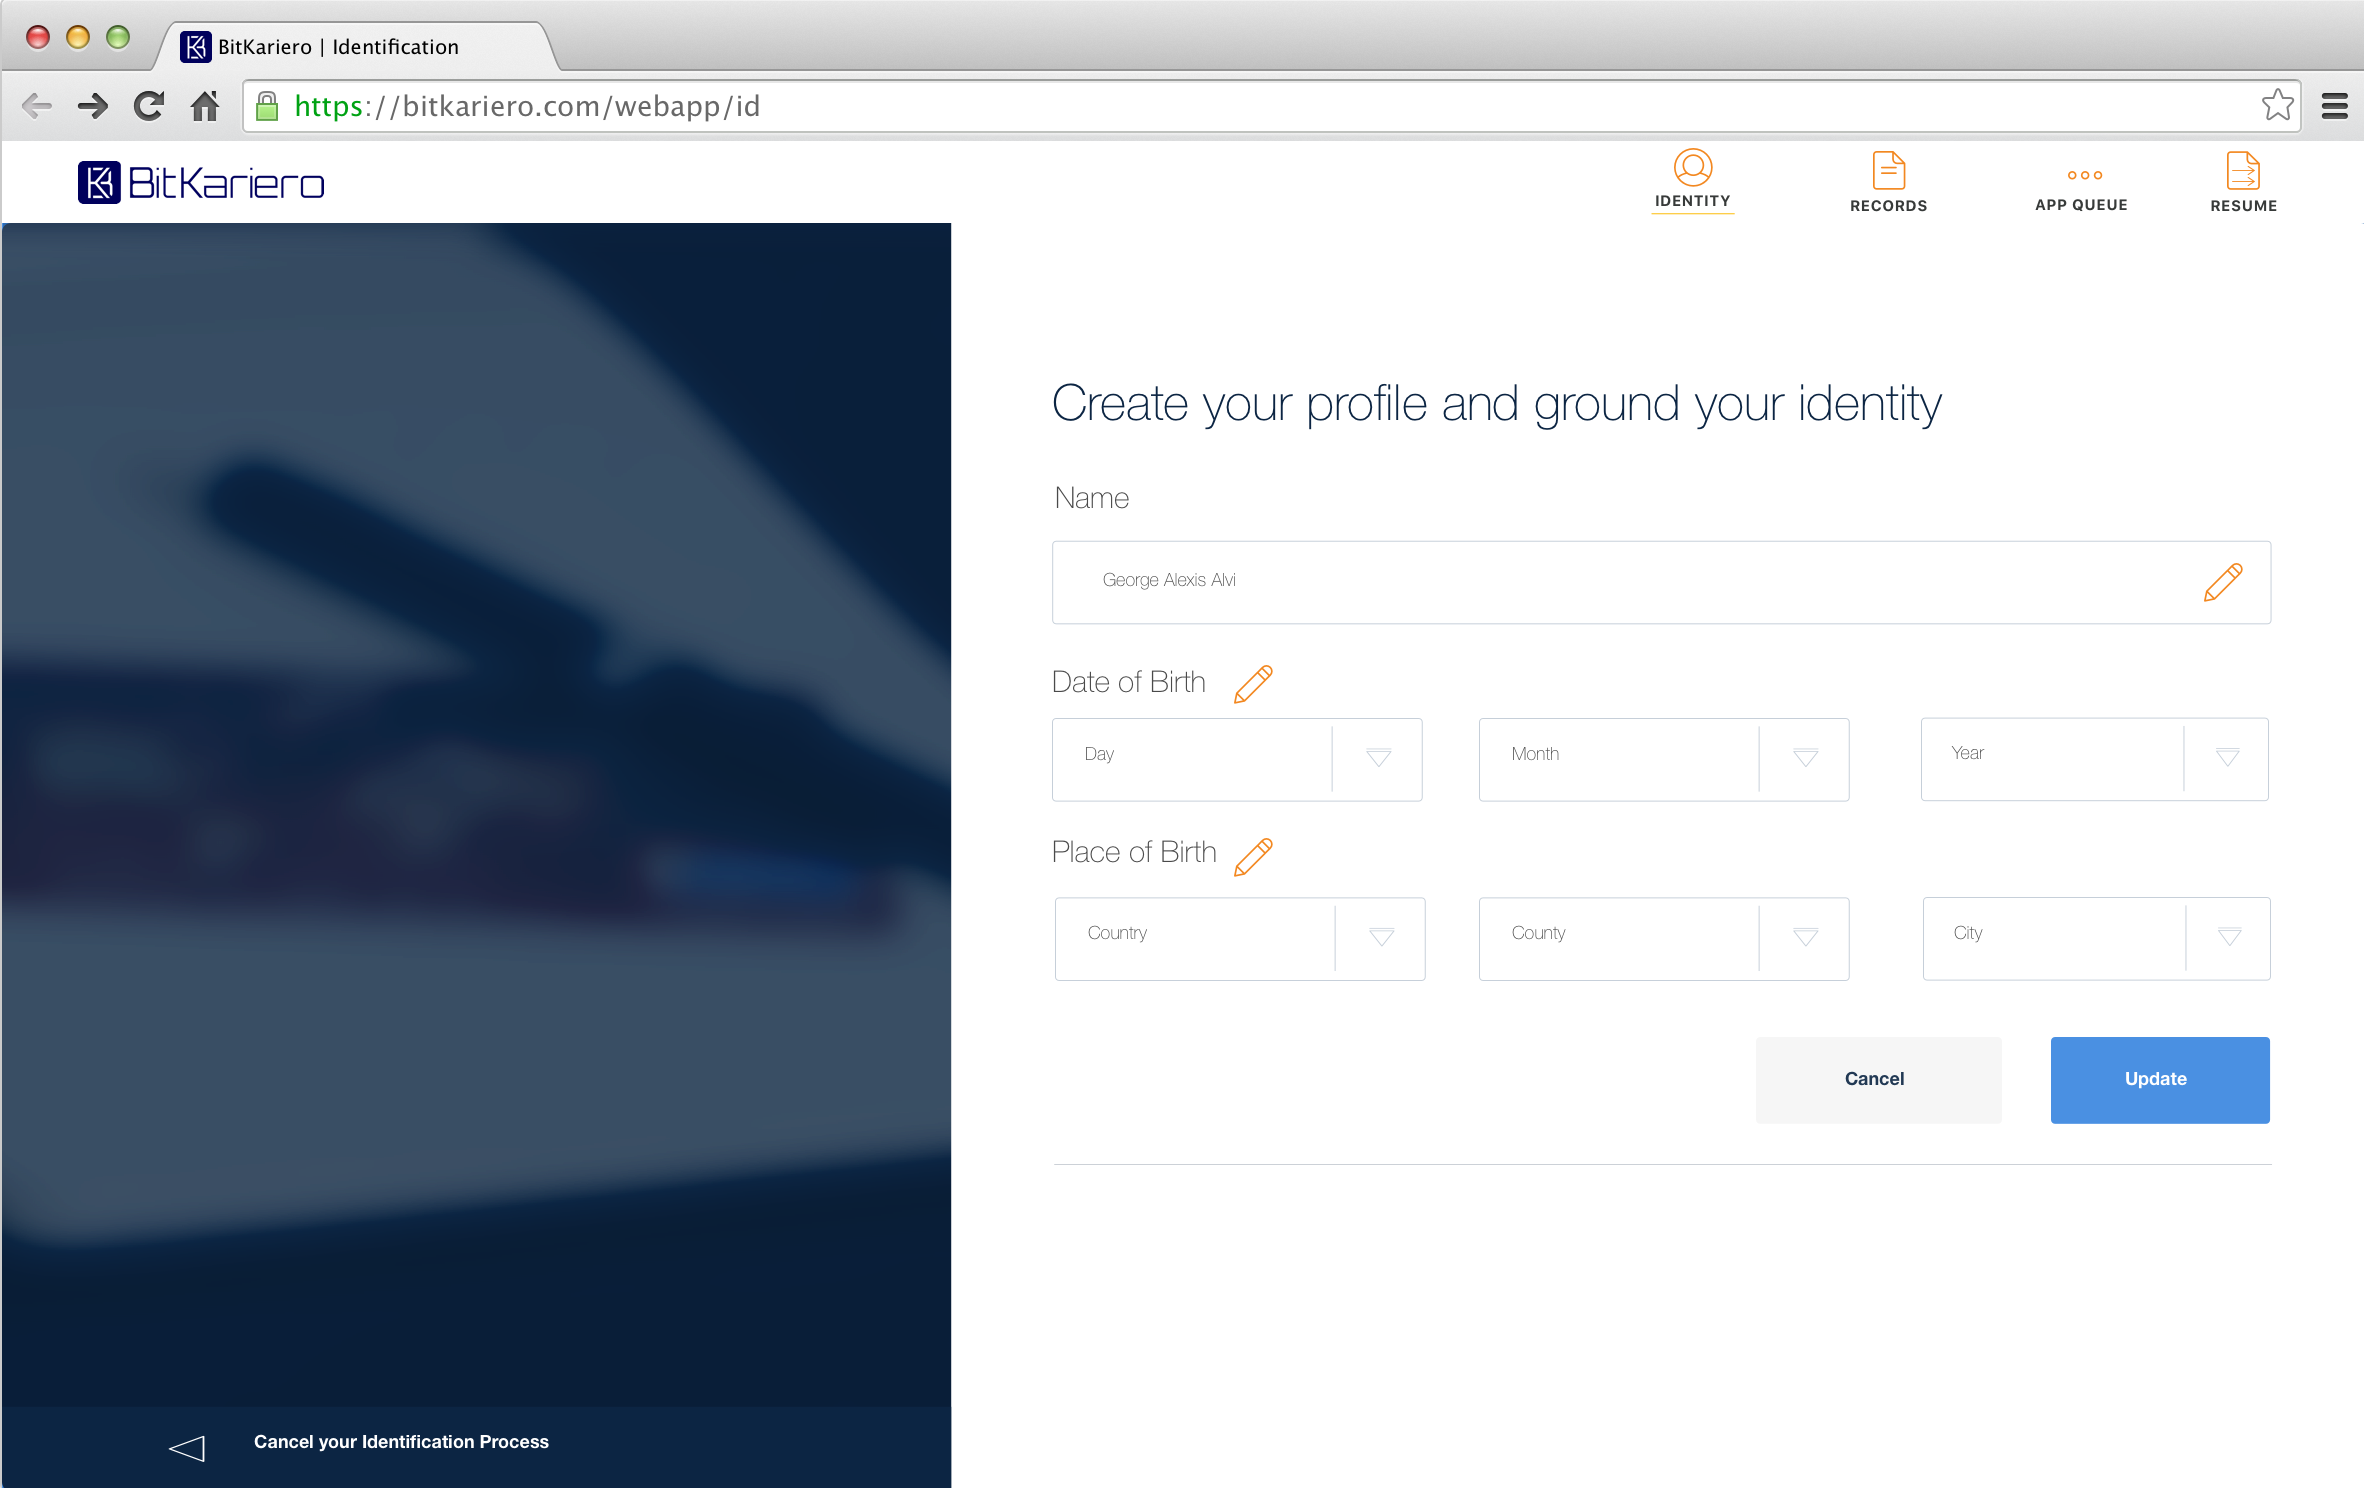 BitKariero | Identification
https://bitkariero.com/webapp/id
BitKariero
IDENTITY
RECORDS
APP QUEUE
RESUME
Create your profile and ground your identity
Name
George Alexis Alvi
Date of Birth
Day
Month
Year
Place of Birth
Country
County
City
Cancel
Update
Cancel your Identification Process